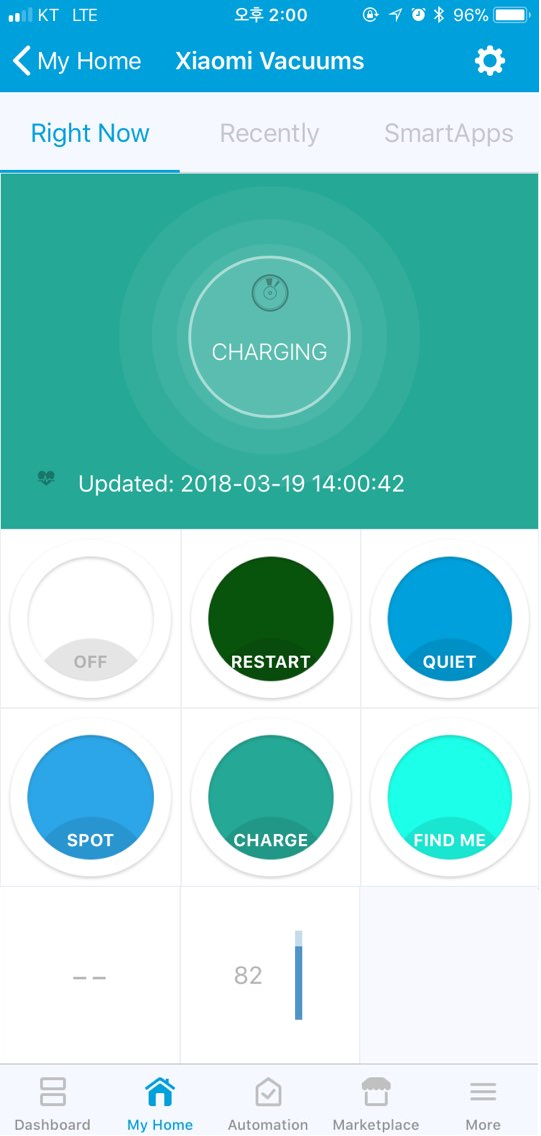 KT LTE 오후 2:00 96%
My Home Xiaomi Vacuums
Right Now Recently SmartApps
CHARGING
Updated: 2018-03-19 14:00:42
OFF RESTART QUIET
SPOT CHARGE FIND ME
-- 82
Dashboard My Home Automation Marketplace More